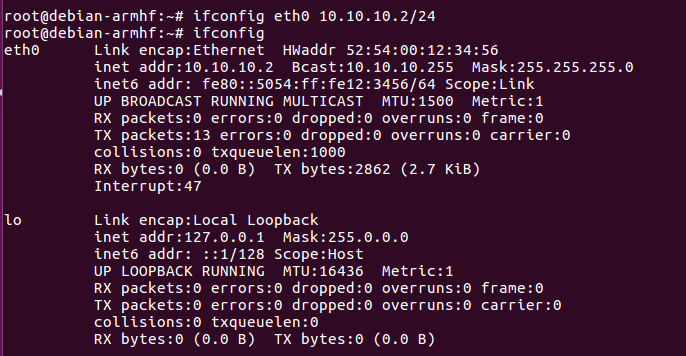 root@debian-armhf:~# ifconfig eth0 10.10.10.2/24
root@debian-armhf:~# ifconfig
eth0      Link encap:Ethernet  HWaddr 52:54:00:12:34:56
          inet addr:10.10.10.2  Bcast:10.10.10.255  Mask:255.255.255.0
          inet6 addr: fe80::5054:ff:fe12:3456/64 Scope:Link
          UP BROADCAST RUNNING MULTICAST  MTU:1500  Metric:1
          RX packets:0 errors:0 dropped:0 overruns:0 frame:0
          TX packets:13 errors:0 dropped:0 overruns:0 carrier:0
          collisions:0 txqueuelen:1000
          RX bytes:0 (0.0 B)  TX bytes:2862 (2.7 KiB)
          Interrupt:47
lo        Link encap:Local Loopback
          inet addr:127.0.0.1  Mask:255.0.0.0
          inet6 addr: ::1/128 Scope:Host
          UP LOOPBACK RUNNING  MTU:16436  Metric:1
          RX packets:0 errors:0 dropped:0 overruns:0 frame:0
          TX packets:0 errors:0 dropped:0 overruns:0 carrier:0
          collisions:0 txqueuelen:0
          RX bytes:0 (0.0 B)  TX bytes:0 (0.0 B)